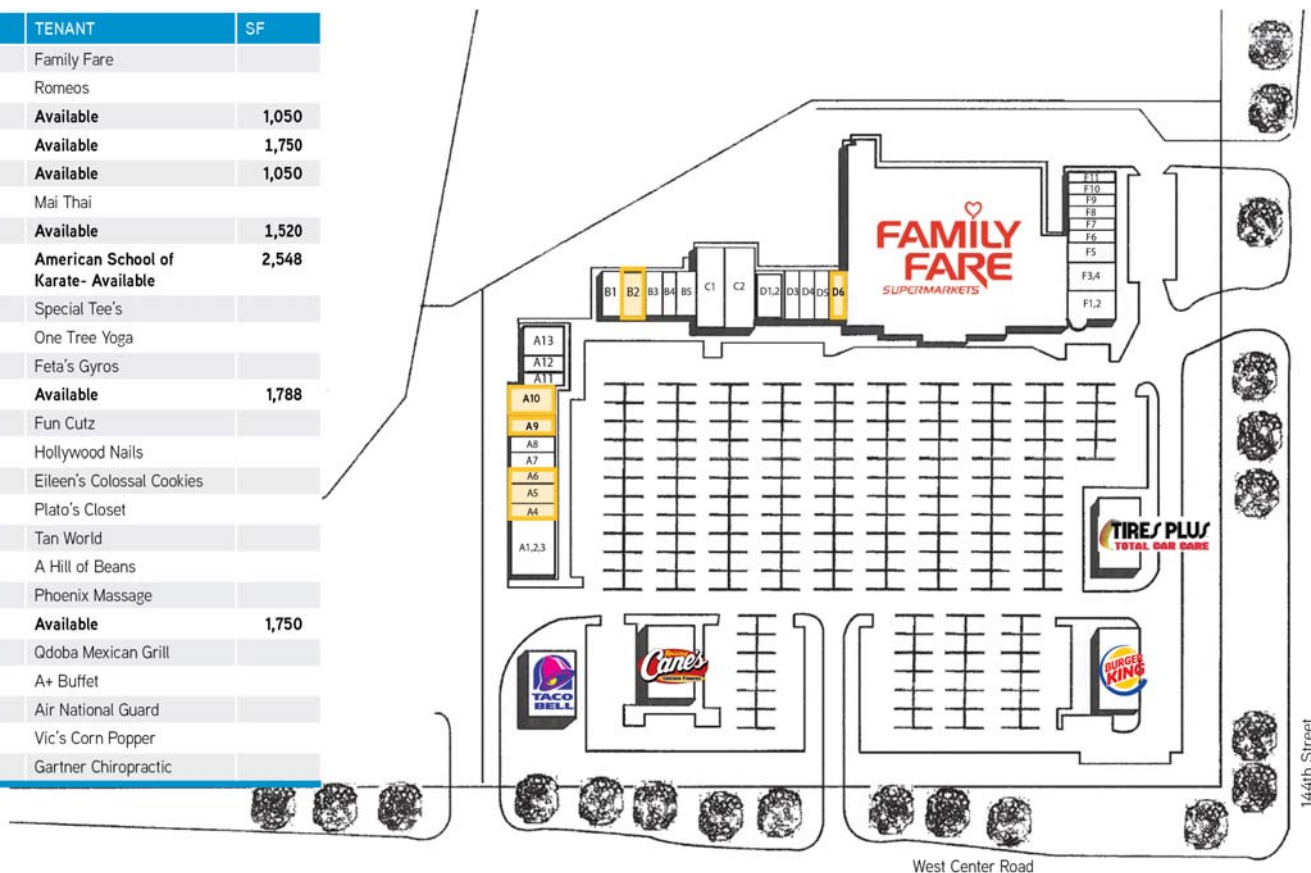 TENANT SF
Family Fare
Romeos
Available 1,050
Available 1,750
Available 1,050
Mai Thai
Available 1,520
American School of 2,548
Karate- Available
Special Tee's
One Tree Yoga
Feta's Gyros
Available 1,788
Fun Cutz
Hollywood Nails
Eileen's Colossal Cookies
Plato's Closet
Tan World
A Hill of Beans
Phoenix Massage
Available 1,750
Qdoba Mexican Grill
A+ Buffet
Air National Guard
Vic's Corn Popper
Gartner Chiropractic
FAMILY
FARE
SUPERMARKETS
F11
F10
F9
F8
F7
F6
F5
F3,4
F1,2
B1 B2 B3 B4 B5 C1 C2 D1,2 D3 D4 D5 D6
A13
A12
A11
A10
A9
A8
A7
A6
A5
A4
A1,2,3
TIRES PLUS
TOTAL CAR CARE
TACO
BELL
Raising
Cane's
CHICKEN FINGERS
BURGER
KING
144th Street
West Center Road